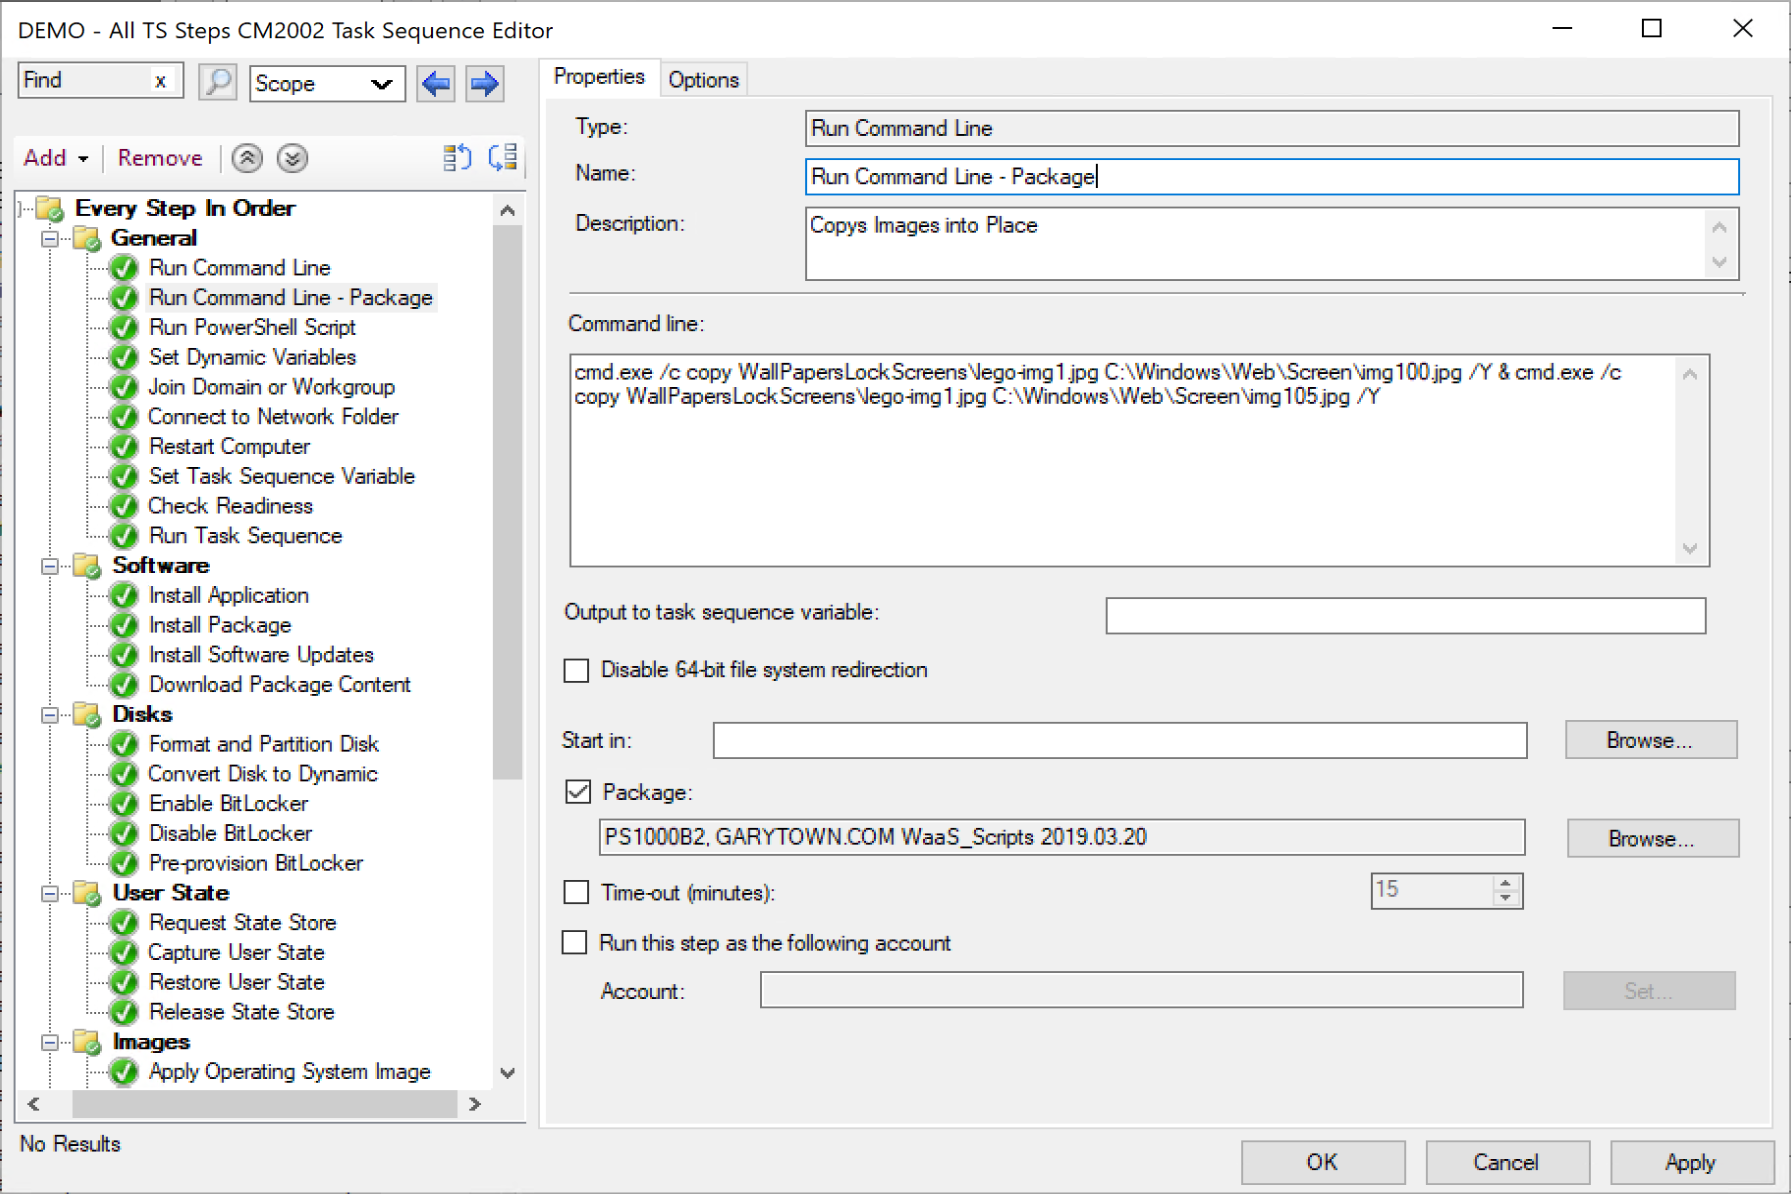 DEMO - All TS Steps CM2002 Task Sequence Editor
Find x
Scope
Add
Remove
Every Step In Order
General
Run Command Line
Run Command Line - Package
Run PowerShell Script
Set Dynamic Variables
Join Domain or Workgroup
Connect to Network Folder
Restart Computer
Set Task Sequence Variable
Check Readiness
Run Task Sequence
Software
Install Application
Install Package
Install Software Updates
Download Package Content
Disks
Format and Partition Disk
Convert Disk to Dynamic
Enable BitLocker
Disable BitLocker
Pre-provision BitLocker
User State
Request State Store
Capture User State
Restore User State
Release State Store
Images
Apply Operating System Image
No Results
Properties
Options
Type: Run Command Line
Name: Run Command Line - Package
Description: Copys Images into Place
Command line:
cmd.exe /c copy WallPapersLockScreens\lego-img1.jpg C:\Windows\Web\Screen\img100.jpg /Y & cmd.exe /c
copy WallPapersLockScreens\lego-img1.jpg C:\Windows\Web\Screen\img105.jpg /Y
Output to task sequence variable:
Disable 64-bit file system redirection
Start in: Browse...
Package:
PS1000B2, GARYTOWN.COM WaaS_Scripts 2019.03.20 Browse...
Time-out (minutes): 15
Run this step as the following account
Account: Set...
OK Cancel Apply